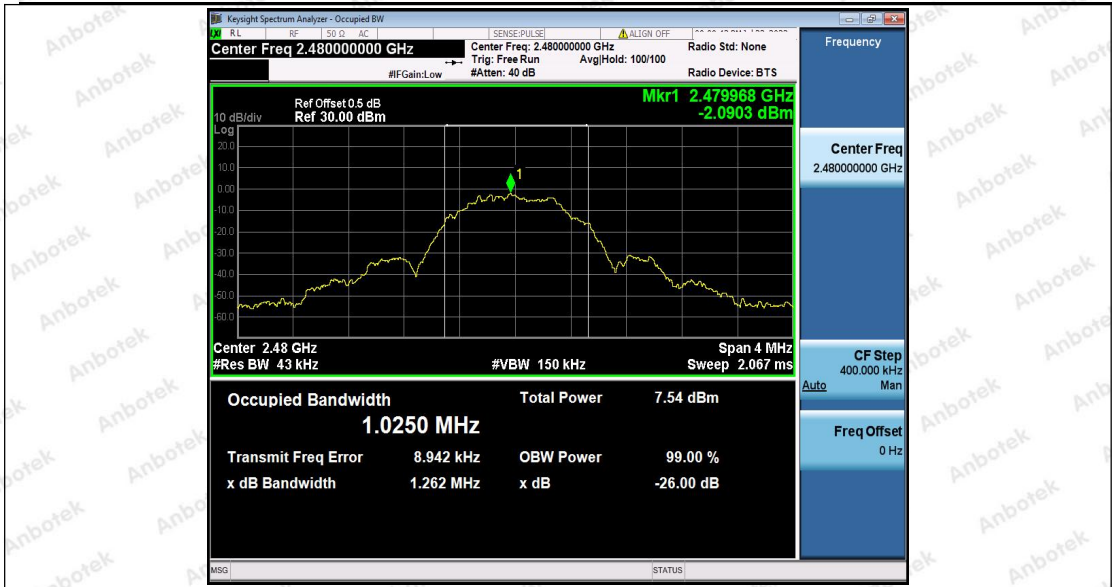 Keysight Spectrum Analyzer - Occupied BW
RL RF 50 Ω AC SENSE:PULSE ALIGN OFF
Center Freq 2.480000000 GHz
Center Freq: 2.480000000 GHz
Radio Std: None
Trig: Free Run Avg|Hold: 100/100
#IFGain:Low
#Atten: 40 dB
Radio Device: BTS
Ref Offset 0.5 dB
10 dB/div Ref 30.00 dBm
Mkr1 2.479968 GHz
-2.0903 dBm
Log
20.0
10.0
0.00
-10.0
-20.0
-30.0
-40.0
-50.0
-60.0
1
Center 2.48 GHz
Span 4 MHz
#Res BW 43 kHz
#VBW 150 kHz
Sweep 2.067 ms
Occupied Bandwidth
Total Power 7.54 dBm
1.0250 MHz
Transmit Freq Error 8.942 kHz
OBW Power 99.00 %
x dB Bandwidth 1.262 MHz
x dB -26.00 dB
MSG
STATUS
Frequency
Center Freq
2.480000000 GHz
CF Step
400.000 kHz
Auto Man
Freq Offset
0 Hz
Anbotek